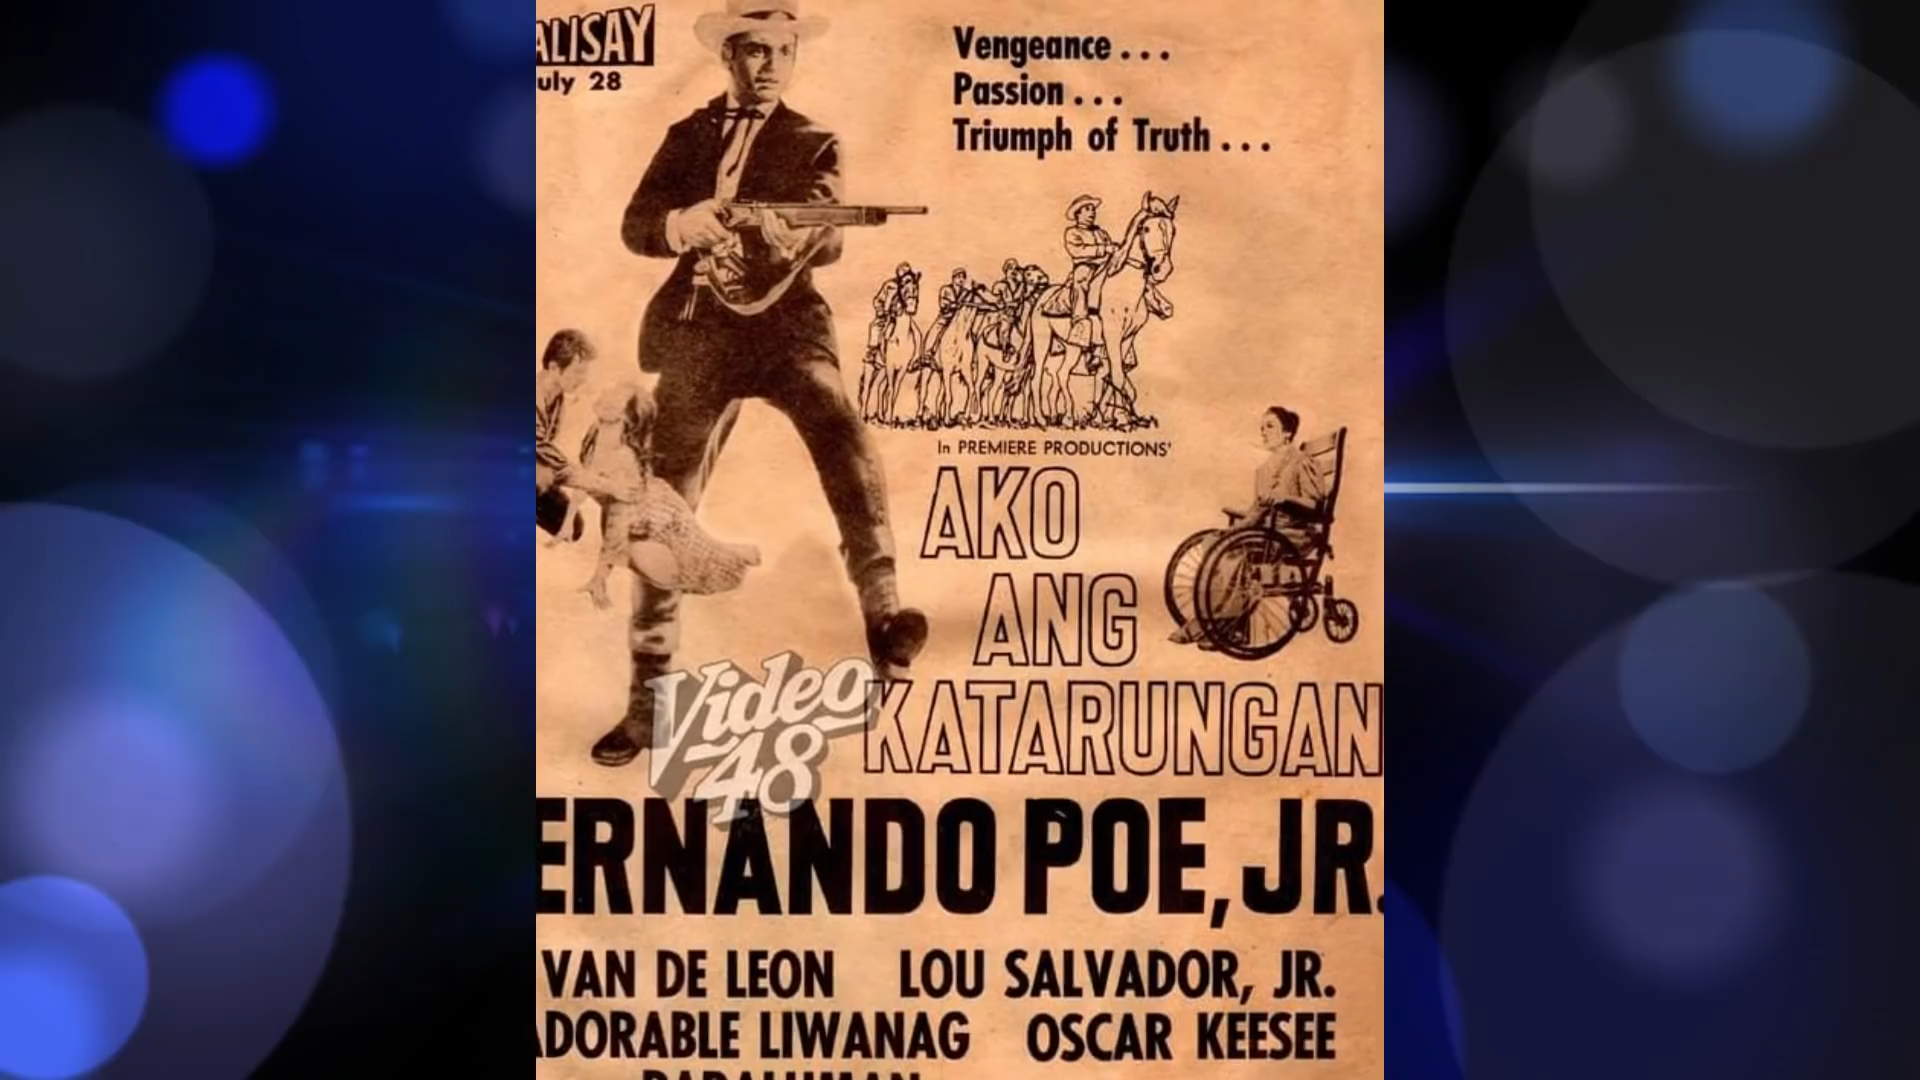 ALISAY
uly 28
Vengeance...
Passion...
Triumph of Truth...
In PREMIERE PRODUCTIONS'
AKO
ANG
KATARUNGAN
Video
48
ERNANDO POE, JR.
VAN DE LEON LOU SALVADOR, JR.
ADORABLE LIWANAG OSCAR KEESEE